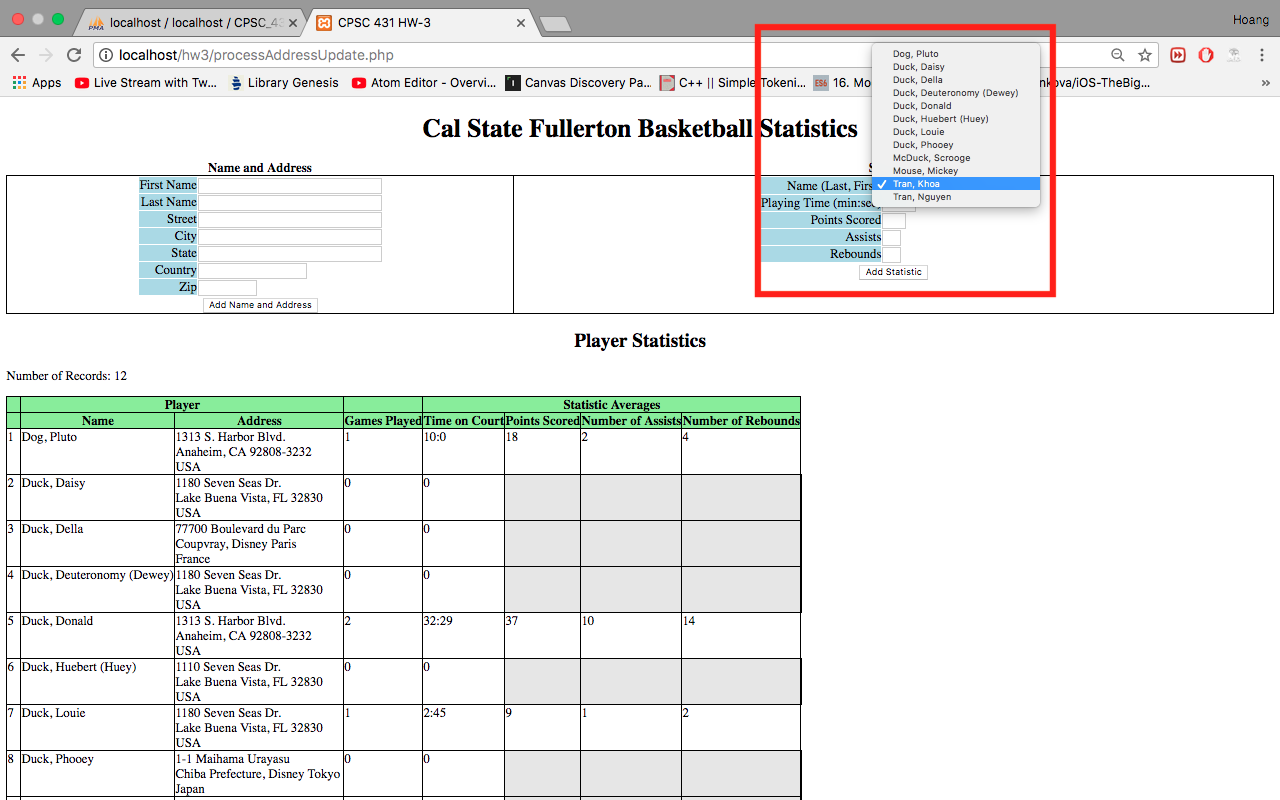 localhost / localhost / CPSC_43
CPSC 431 HW-3
Hoang
localhost/hw3/processAddressUpdate.php
Apps
Live Stream with Tw...
Library Genesis
Atom Editor - Overvi...
Canvas Discovery Pa...
C++ || Simple Tokeni...
16. Mo
nkova/iOS-TheBig...
»
Dog, Pluto
Duck, Daisy
Duck, Della
Duck, Deuteronomy (Dewey)
Duck, Donald
Duck, Huebert (Huey)
Duck, Louie
Duck, Phooey
McDuck, Scrooge
Mouse, Mickey
✓ Tran, Khoa
Tran, Nguyen
Cal State Fullerton Basketball Statistics
Name and Address
First Name
Last Name
Street
City
State
Country
Zip
Add Name and Address
Name (Last, Firs
Playing Time (min:sec)
Points Scored
Assists
Rebounds
Add Statistic
Player Statistics
Number of Records: 12
Player Statistic Averages
Name Address Games Played Time on Court Points Scored Number of Assists Number of Rebounds
1 Dog, Pluto 1313 S. Harbor Blvd. 1 10:0 18 2 4
Anaheim, CA 92808-3232
USA
2 Duck, Daisy 1180 Seven Seas Dr. 0 0
Lake Buena Vista, FL 32830
USA
3 Duck, Della 77700 Boulevard du Parc 0 0
Coupvray, Disney Paris
France
4 Duck, Deuteronomy (Dewey) 1180 Seven Seas Dr. 0 0
Lake Buena Vista, FL 32830
USA
5 Duck, Donald 1313 S. Harbor Blvd. 2 32:29 37 10 14
Anaheim, CA 92808-3232
USA
6 Duck, Huebert (Huey) 1110 Seven Seas Dr. 0 0
Lake Buena Vista, FL 32830
USA
7 Duck, Louie 1180 Seven Seas Dr. 1 2:45 9 1 2
Lake Buena Vista, FL 32830
USA
8 Duck, Phooey 1-1 Maihama Urayasu 0 0
Chiba Prefecture, Disney Tokyo
Japan